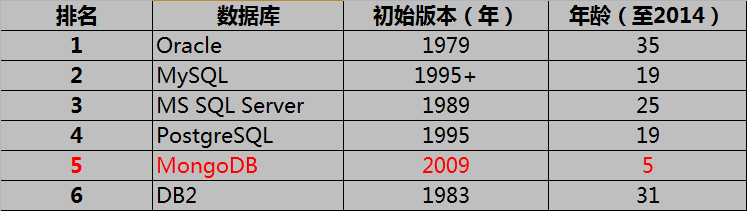 排名 数据库 初始版本（年） 年龄（至2014）
1 Oracle 1979 35
2 MySQL 1995+ 19
3 MS SQL Server 1989 25
4 PostgreSQL 1995 19
5 MongoDB 2009 5
6 DB2 1983 31